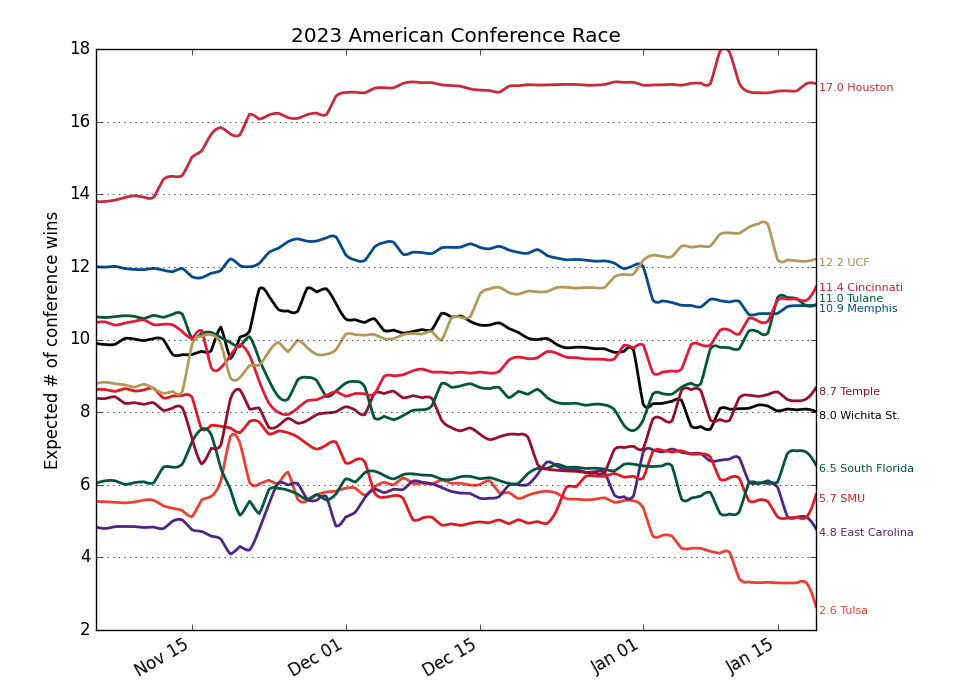 2023 American Conference Race
Expected # of conference wins
18
16
14
12
10
8
6
4
2
17.0 Houston
12.2 UCF
11.4 Cincinnati
11.0 Tulane
10.9 Memphis
8.7 Temple
8.0 Wichita St.
6.5 South Florida
5.7 SMU
4.8 East Carolina
2.6 Tulsa
Nov 15
Dec 01
Dec 15
Jan 01
Jan 15